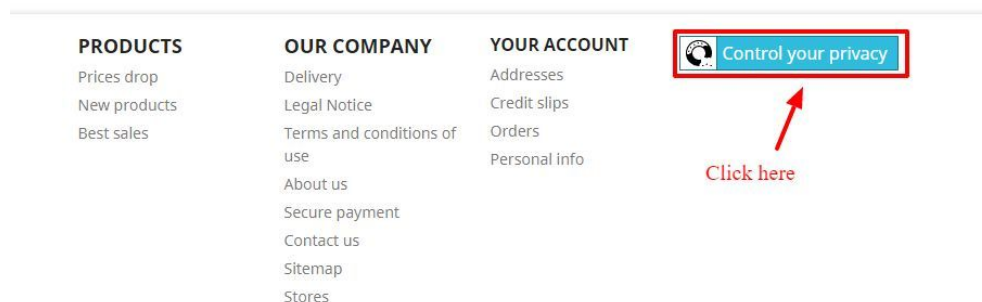 PRODUCTS
Prices drop
New products
Best sales
OUR COMPANY
Delivery
Legal Notice
Terms and conditions of
use
About us
Secure payment
Contact us
Sitemap
Stores
YOUR ACCOUNT
Addresses
Credit slips
Orders
Personal info
Control your privacy
Click here